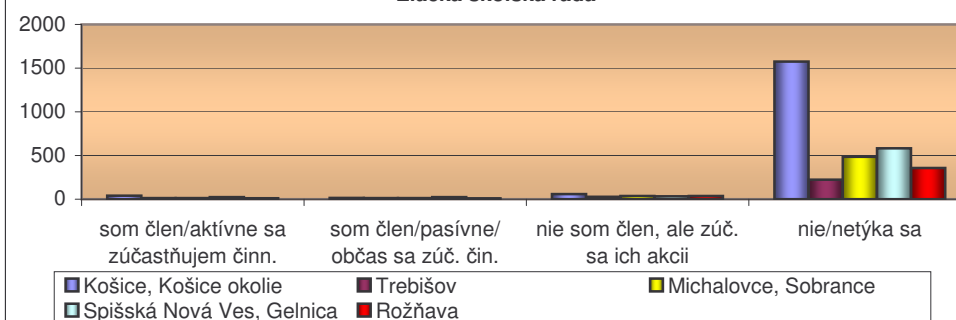 2000
1500
1000
500
0
som člen/aktívne sa
zúčastňujem činn.
som člen/pasívne/
občas sa zúč. čin.
nie som člen, ale zúč.
sa ich akcii
nie/netýka sa
Košice, Košice okolie
Trebišov
Michalovce, Sobrance
Spišská Nová Ves, Gelnica
Rožňava